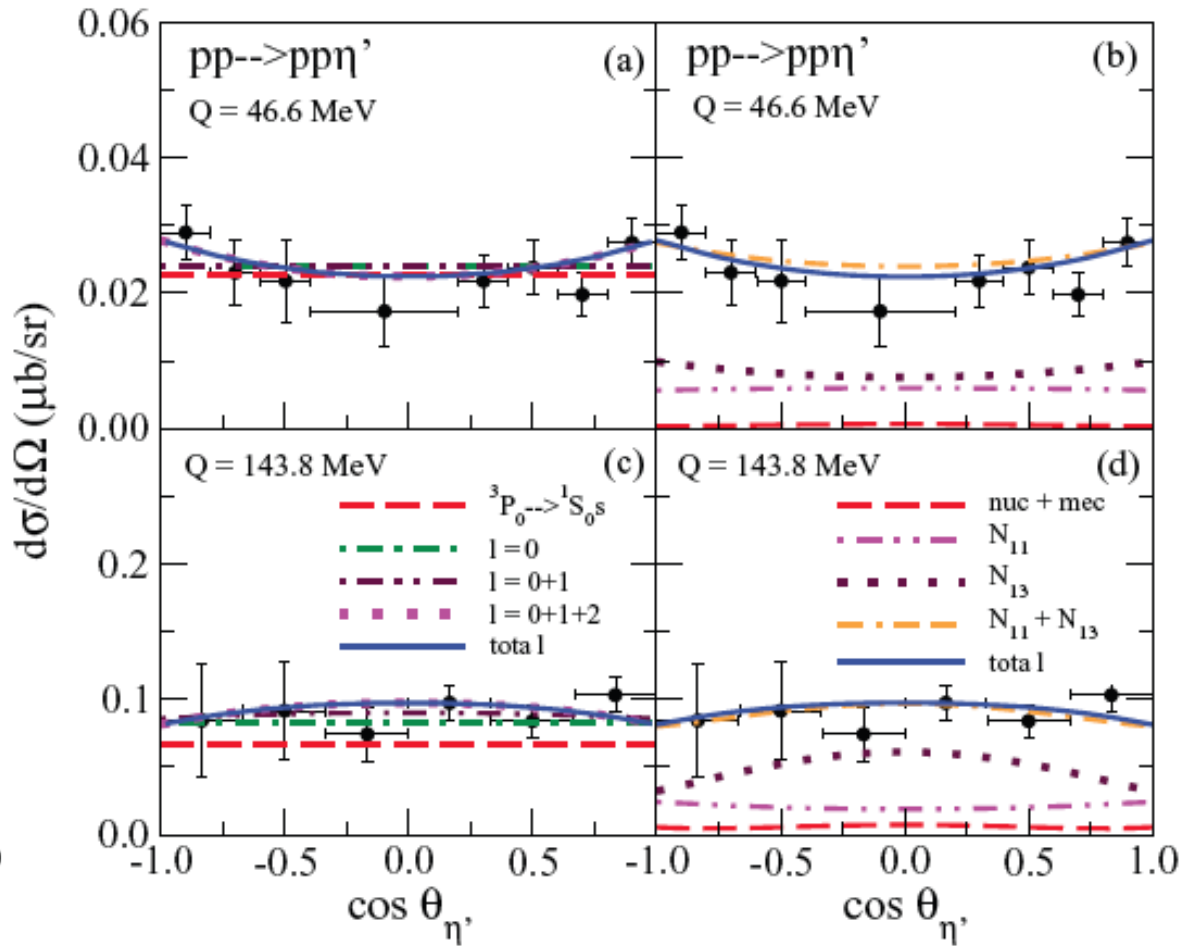 pp-->ppη’ (a)
Q = 46.6 MeV
pp-->ppη’ (b)
Q = 46.6 MeV
0.06
0.04
0.02
0.00
dσ/dΩ (μb/sr)
Q = 143.8 MeV (c)
³P₀-->¹S₀s
l = 0
l = 0+1
l = 0+1+2
tota l
Q = 143.8 MeV (d)
nuc + mec
N₁₁
N₁₃
N₁₁ + N₁₃
tota l
0.2
0.1
0.0
-1.0 -0.5 0.0 0.5 -1.0 -0.5 0.0 0.5 1.0
cos θη’ cos θη’